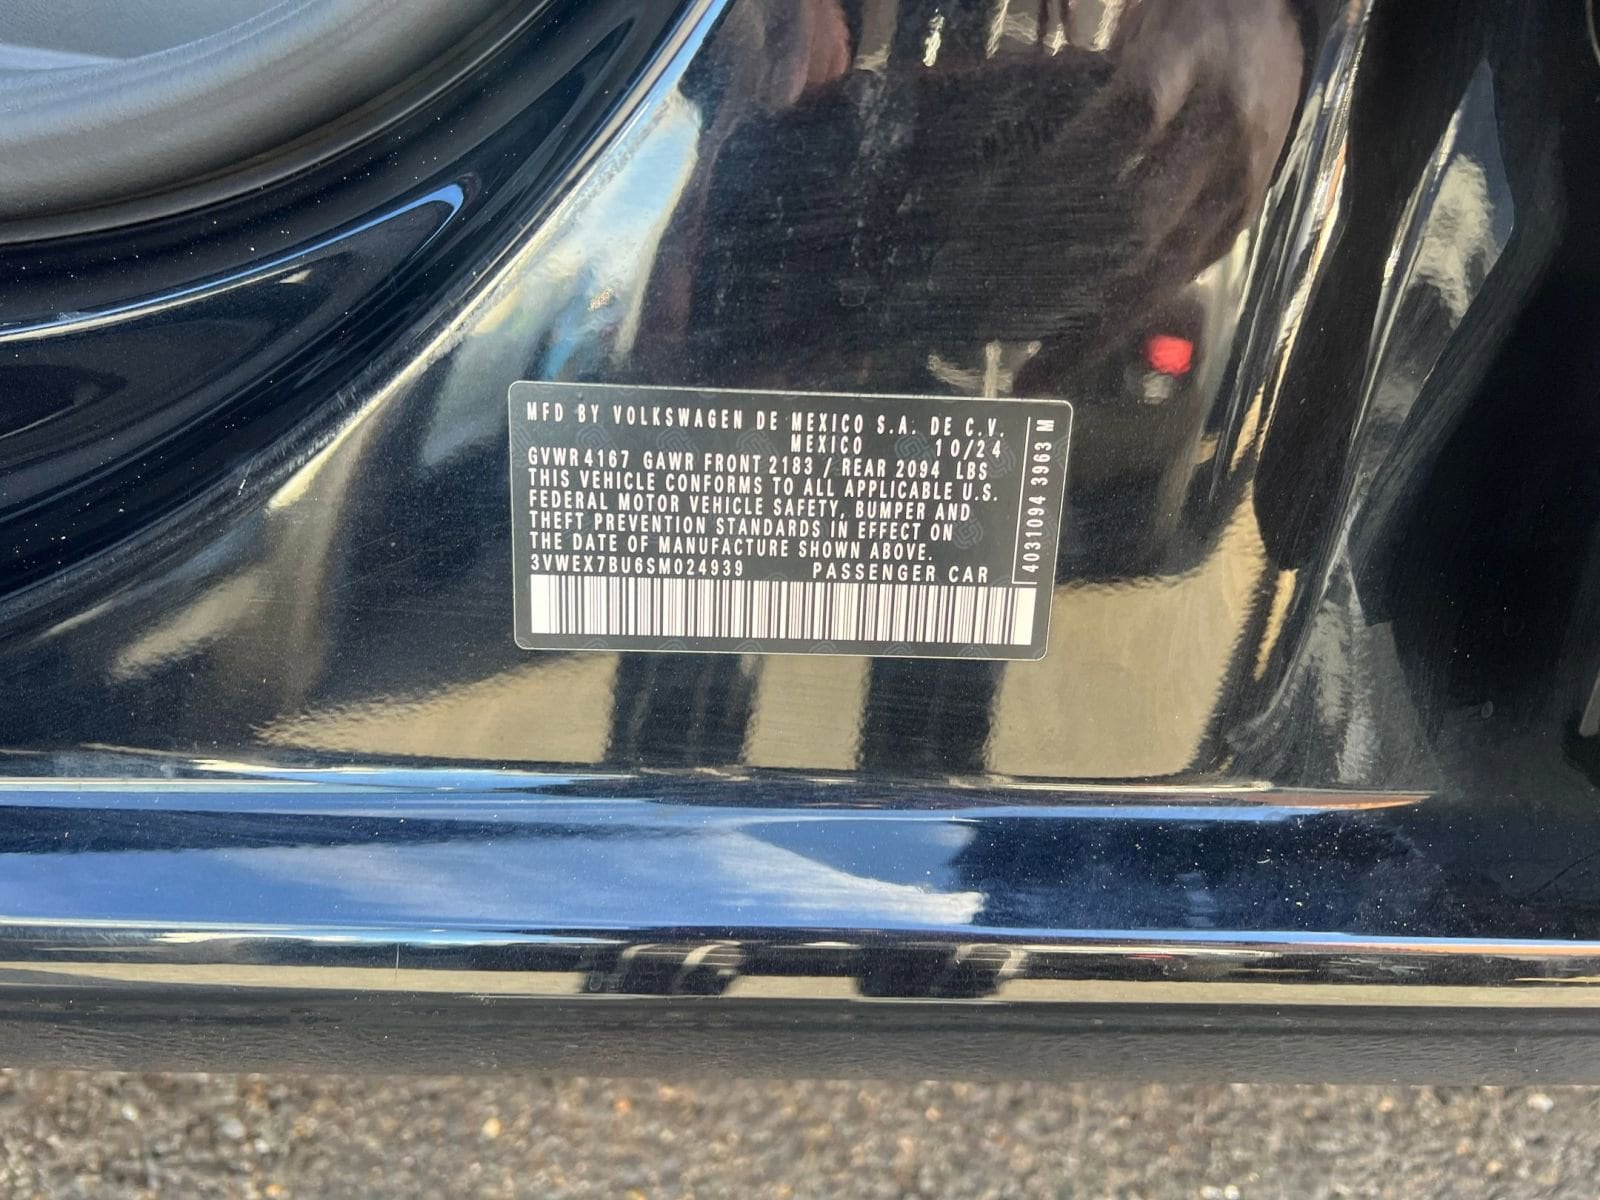 MFD BY VOLKSWAGEN DE MEXICO S.A. DE C.V.
MEXICO 10/24
GVWR 4167 GAWR FRONT 2183 / REAR 2094 LBS
THIS VEHICLE CONFORMS TO ALL APPLICABLE U.S.
FEDERAL MOTOR VEHICLE SAFETY, BUMPER AND
THEFT PREVENTION STANDARDS IN EFFECT ON
THE DATE OF MANUFACTURE SHOWN ABOVE.
3VWEX7BU6SM024939 PASSENGER CAR
4031094 3963 M